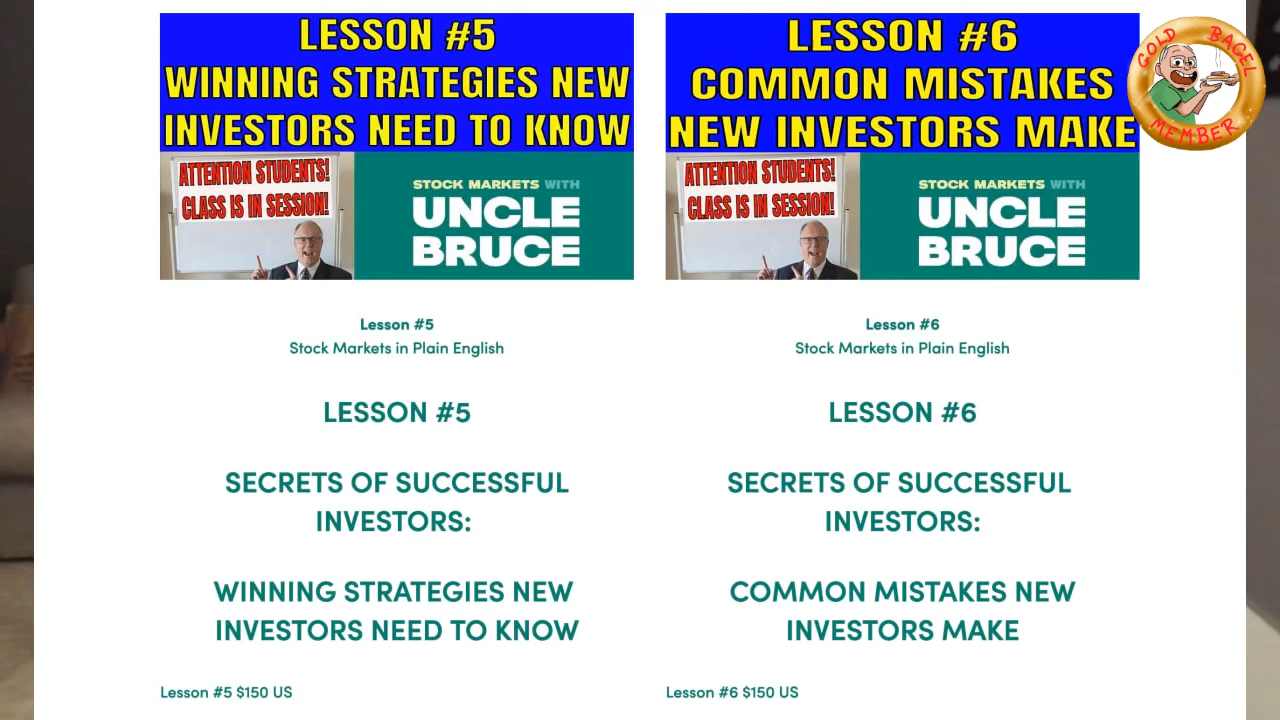 LESSON #5
WINNING STRATEGIES NEW
INVESTORS NEED TO KNOW
ATTENTION STUDENTS!
CLASS IS IN SESSION!
STOCK MARKETS WITH
UNCLE
BRUCE
Lesson #5
Stock Markets in Plain English
LESSON #5
SECRETS OF SUCCESSFUL
INVESTORS:
WINNING STRATEGIES NEW
INVESTORS NEED TO KNOW
Lesson #5 $150 US
LESSON #6
COMMON MISTAKES
NEW INVESTORS MAKE
ATTENTION STUDENTS!
CLASS IS IN SESSION!
STOCK MARKETS WITH
UNCLE
BRUCE
Lesson #6
Stock Markets in Plain English
LESSON #6
SECRETS OF SUCCESSFUL
INVESTORS:
COMMON MISTAKES NEW
INVESTORS MAKE
Lesson #6 $150 US
GOLD BAGEL
MEMBER